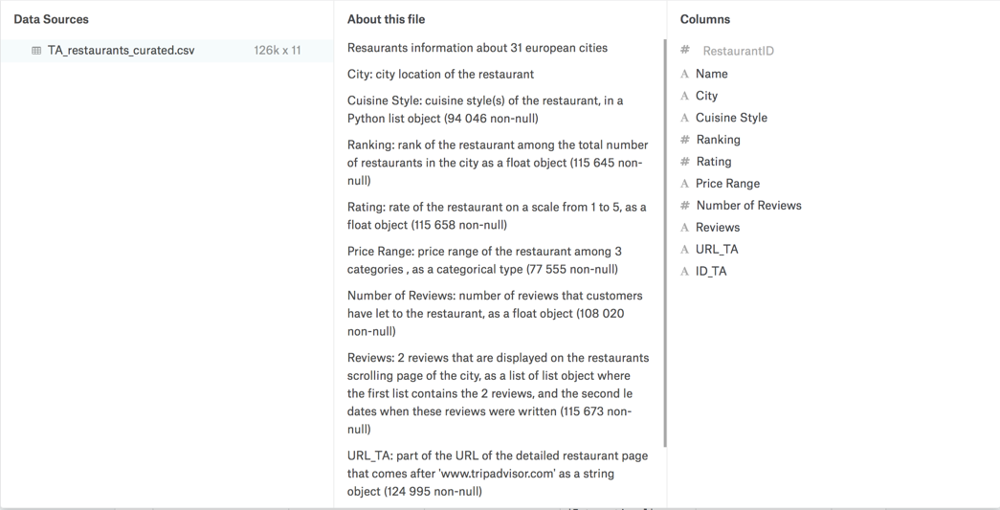 Data Sources
TA_restaurants_curated.csv 126k x 11
About this file
Resaurants information about 31 european cities
City: city location of the restaurant
Cuisine Style: cuisine style(s) of the restaurant, in a
Python list object (94 046 non-null)
Ranking: rank of the restaurant among the total number
of restaurants in the city as a float object (115 645 non-
null)
Rating: rate of the restaurant on a scale from 1 to 5, as a
float object (115 658 non-null)
Price Range: price range of the restaurant among 3
categories , as a categorical type (77 555 non-null)
Number of Reviews: number of reviews that customers
have let to the restaurant, as a float object (108 020
non-null)
Reviews: 2 reviews that are displayed on the restaurants
scrolling page of the city, as a list of list object where
the first list contains the 2 reviews, and the second le
dates when these reviews were written (115 673 non-
null)
URL_TA: part of the URL of the detailed restaurant page
that comes after 'www.tripadvisor.com' as a string
object (124 995 non-null)
Columns
# RestaurantID
A Name
A City
A Cuisine Style
# Ranking
# Rating
A Price Range
# Number of Reviews
A Reviews
A URL_TA
A ID_TA